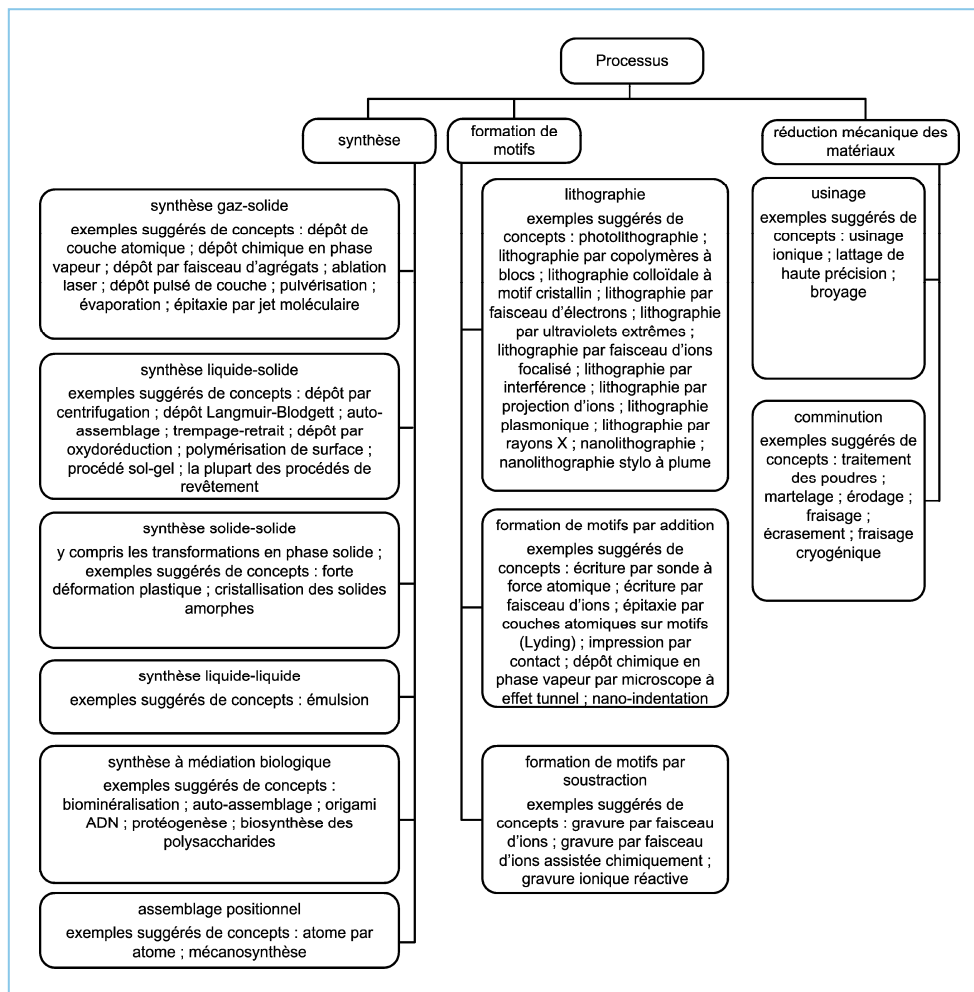 Processus
synthèse
formation de
motifs
réduction mécanique des
matériaux
synthèse gaz-solide
exemples suggérés de concepts : dépôt de
couche atomique ; dépôt chimique en phase
vapeur ; dépôt par faisceau d'agrégats ; ablation
laser ; dépôt pulsé de couche ; pulvérisation ;
évaporation ; épitaxie par jet moléculaire
synthèse liquide-solide
exemples suggérés de concepts : dépôt par
centrifugation ; dépôt Langmuir-Blodgett ; auto-
assemblage ; trempage-retrait ; dépôt par
oxydoréduction ; polymérisation de surface ;
procédé sol-gel ; la plupart des procédés de
revêtement
synthèse solide-solide
y compris les transformations en phase solide ;
exemples suggérés de concepts : forte
déformation plastique ; cristallisation des solides
amorphes
synthèse liquide-liquide
exemples suggérés de concepts : émulsion
synthèse à médiation biologique
exemples suggérés de concepts :
biominéralisation ; auto-assemblage ; origami
ADN ; protéogenèse ; biosynthèse des
polysaccharides
assemblage positionnel
exemples suggérés de concepts : atome par
atome ; mécanosynthèse
lithographie
exemples suggérés de
concepts : photolithographie ;
lithographie par copolymères à
blocs ; lithographie colloïdale à
motif cristallin ; lithographie par
faisceau d'électrons ; lithographie
par ultraviolets extrêmes ;
lithographie par faisceau d'ions
focalisé ; lithographie par
interférence ; lithographie par
projection d'ions ; lithographie
plasmonique ; lithographie par
rayons X ; nanolithographie ;
nanolithographie stylo à plume
formation de motifs par addition
exemples suggérés de
concepts : écriture par sonde à
force atomique ; écriture par
faisceau d'ions ; épitaxie par
couches atomiques sur motifs
(Lyding) ; impression par
contact ; dépôt chimique en
phase vapeur par microscope à
effet tunnel ; nano-indentation
formation de motifs par
soustraction
exemples suggérés de
concepts : gravure par faisceau
d'ions ; gravure par faisceau
d'ions assistée chimiquement ;
gravure ionique réactive
usinage
exemples suggérés de
concepts : usinage
ionique ; lattage de
haute précision ;
broyage
comminution
exemples suggérés de
concepts : traitement
des poudres ;
martelage ; érodage ;
fraisage ;
écrasement ; fraisage
cryogénique